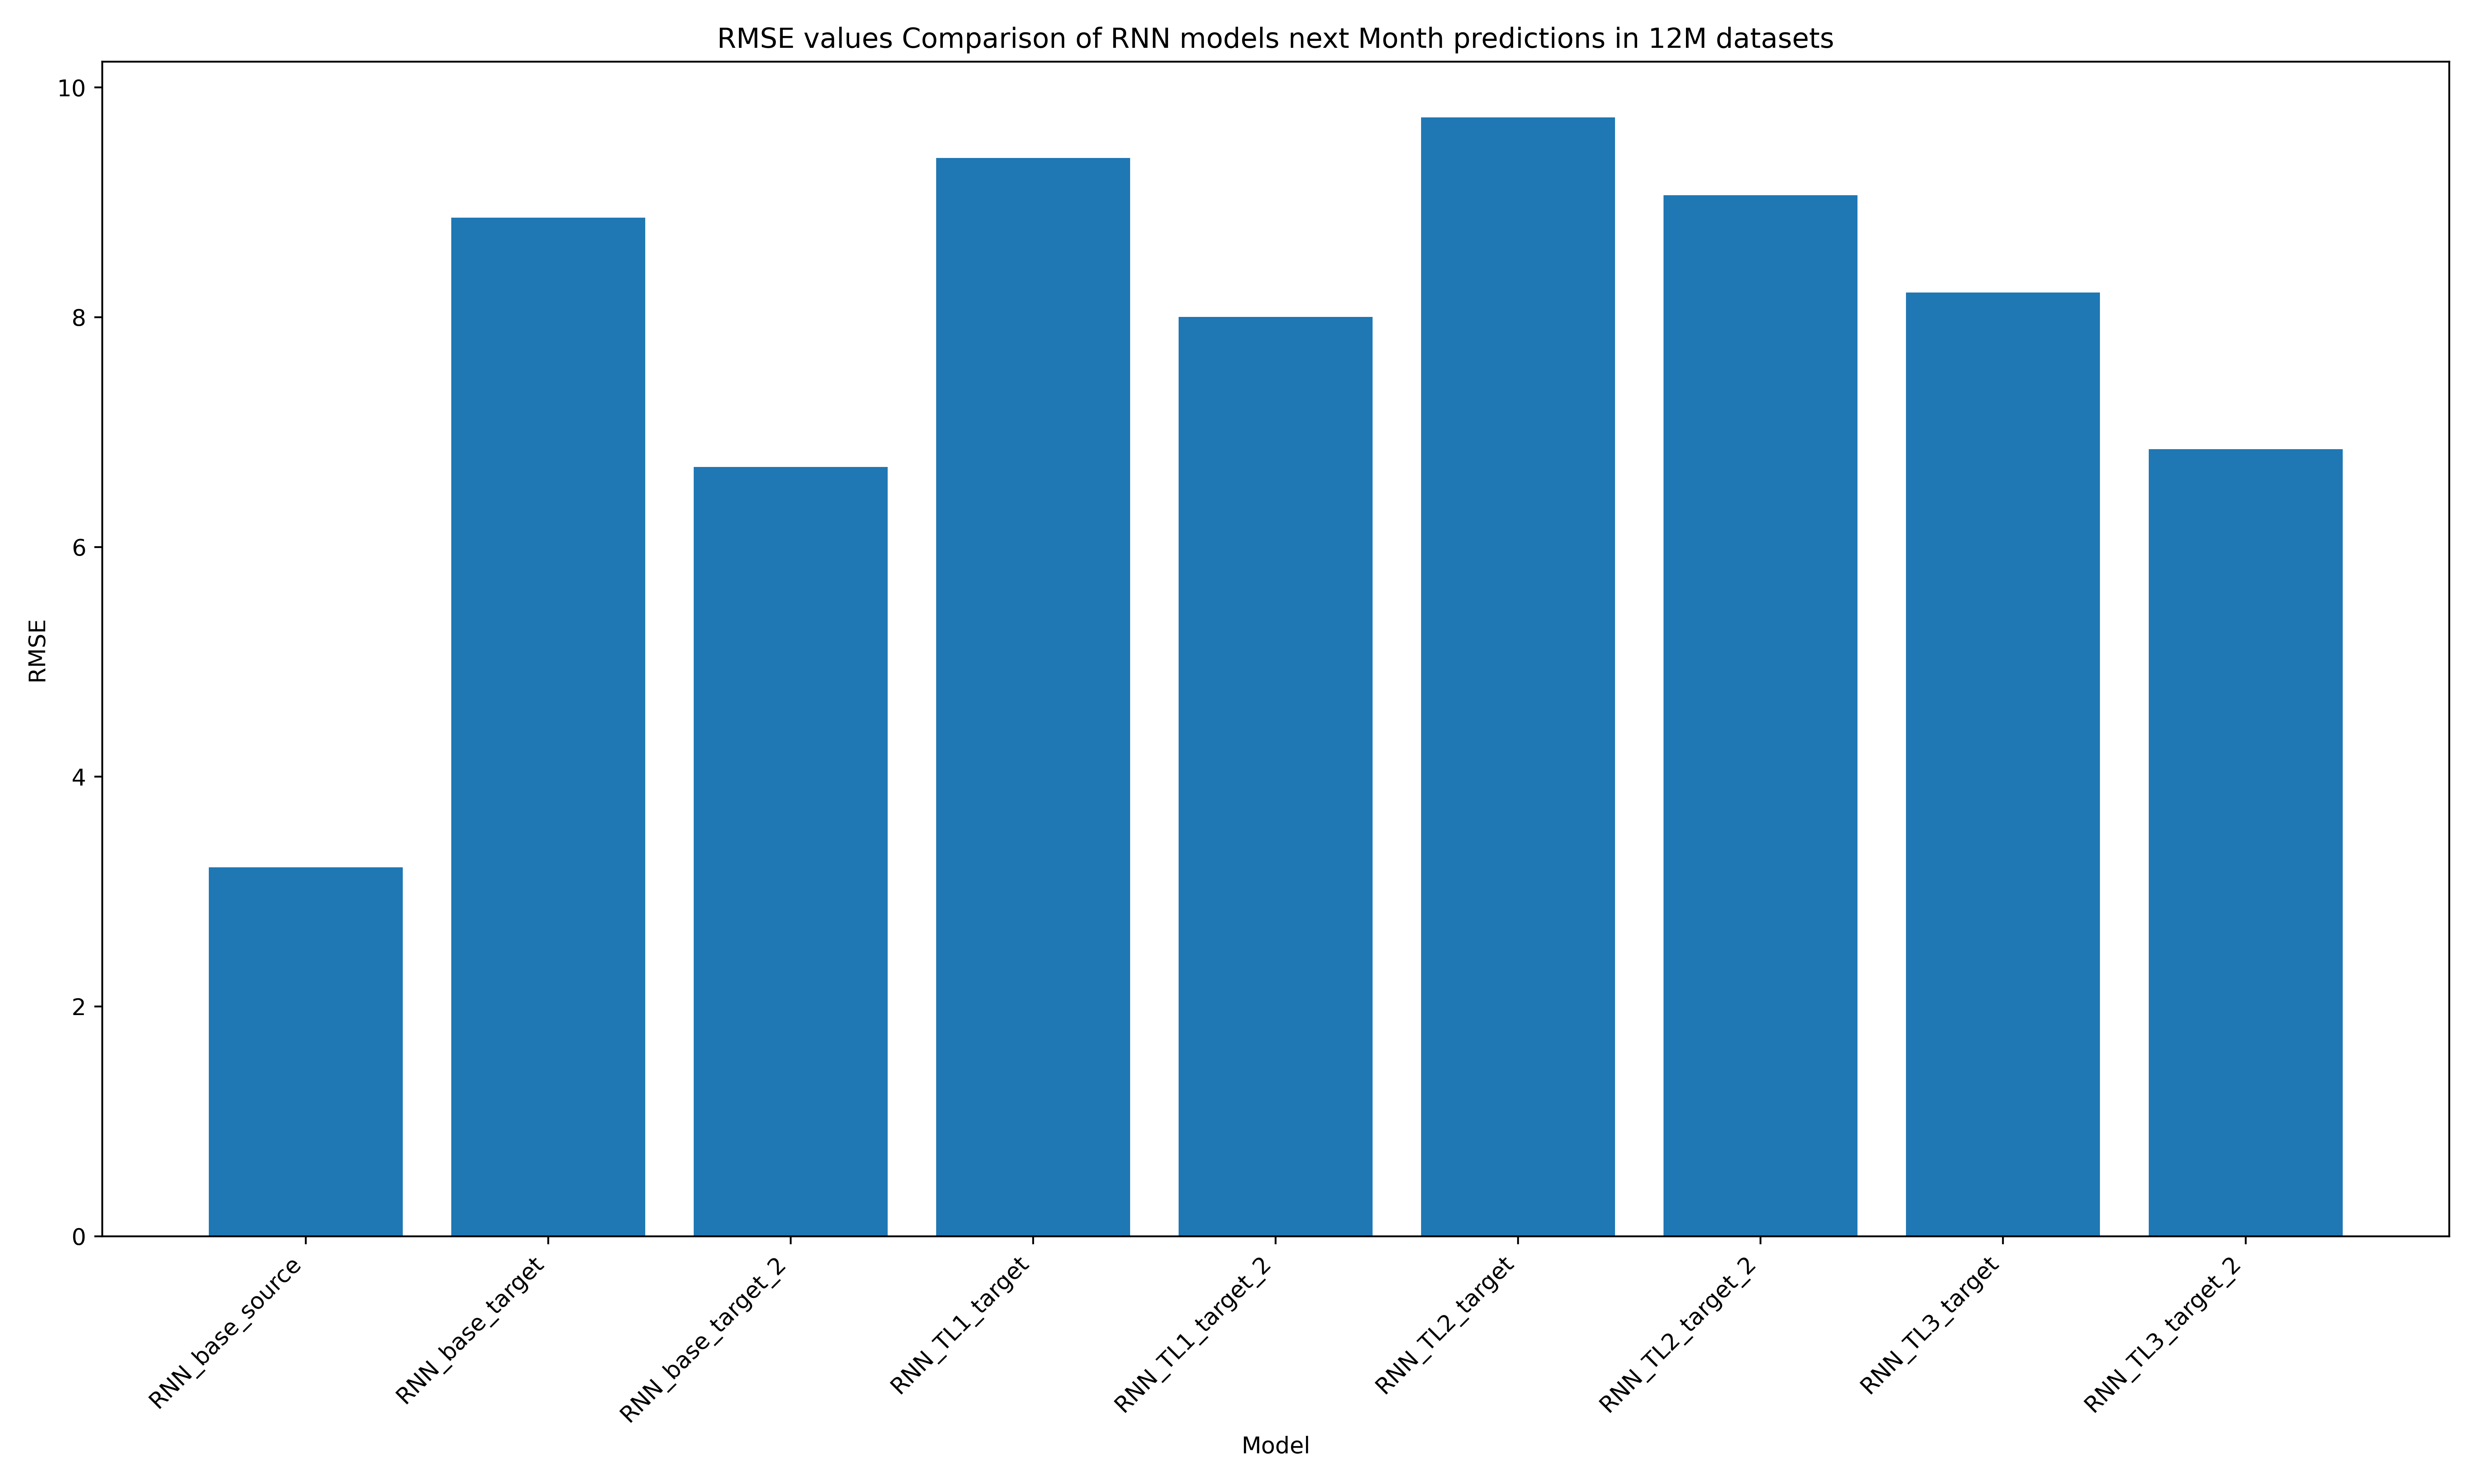 RMSE values Comparison of RNN models next Month predictions in 12M datasets
10
8
6
4
2
0
RMSE
RNN_base_source
RNN_base_target
RNN_base_target_2
RNN_TL1_target
RNN_TL1_target_2
RNN_TL2_target
RNN_TL2_target_2
RNN_TL3_target
RNN_TL3_target_2
Model